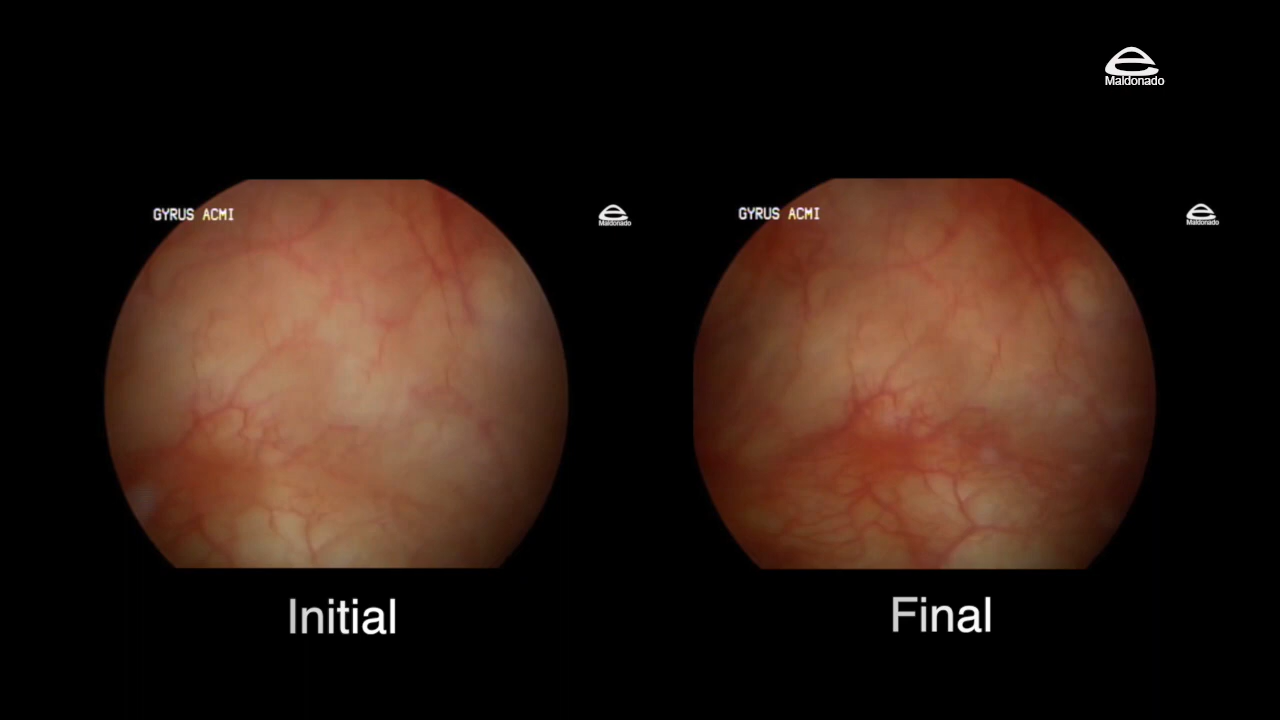 Maldonado
GYRUS ACMI
Maldonado
GYRUS ACMI
Maldonado
Initial
Final